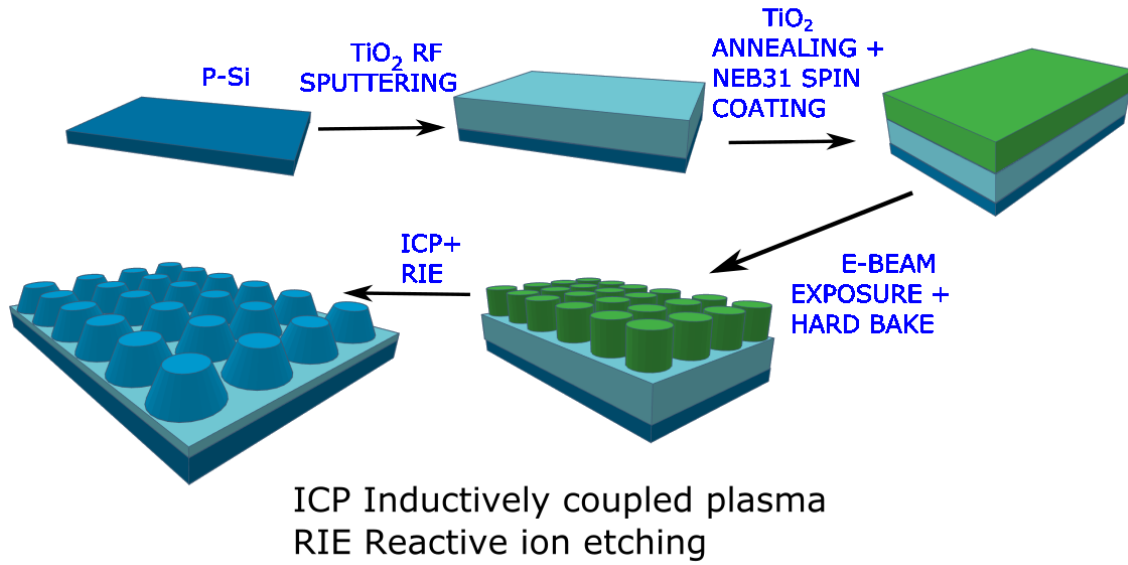 P-Si
TiO₂ RF
SPUTTERING
TiO₂
ANNEALING +
NEB31 SPIN
COATING
E-BEAM
EXPOSURE +
HARD BAKE
ICP+
RIE
ICP Inductively coupled plasma
RIE Reactive ion etching